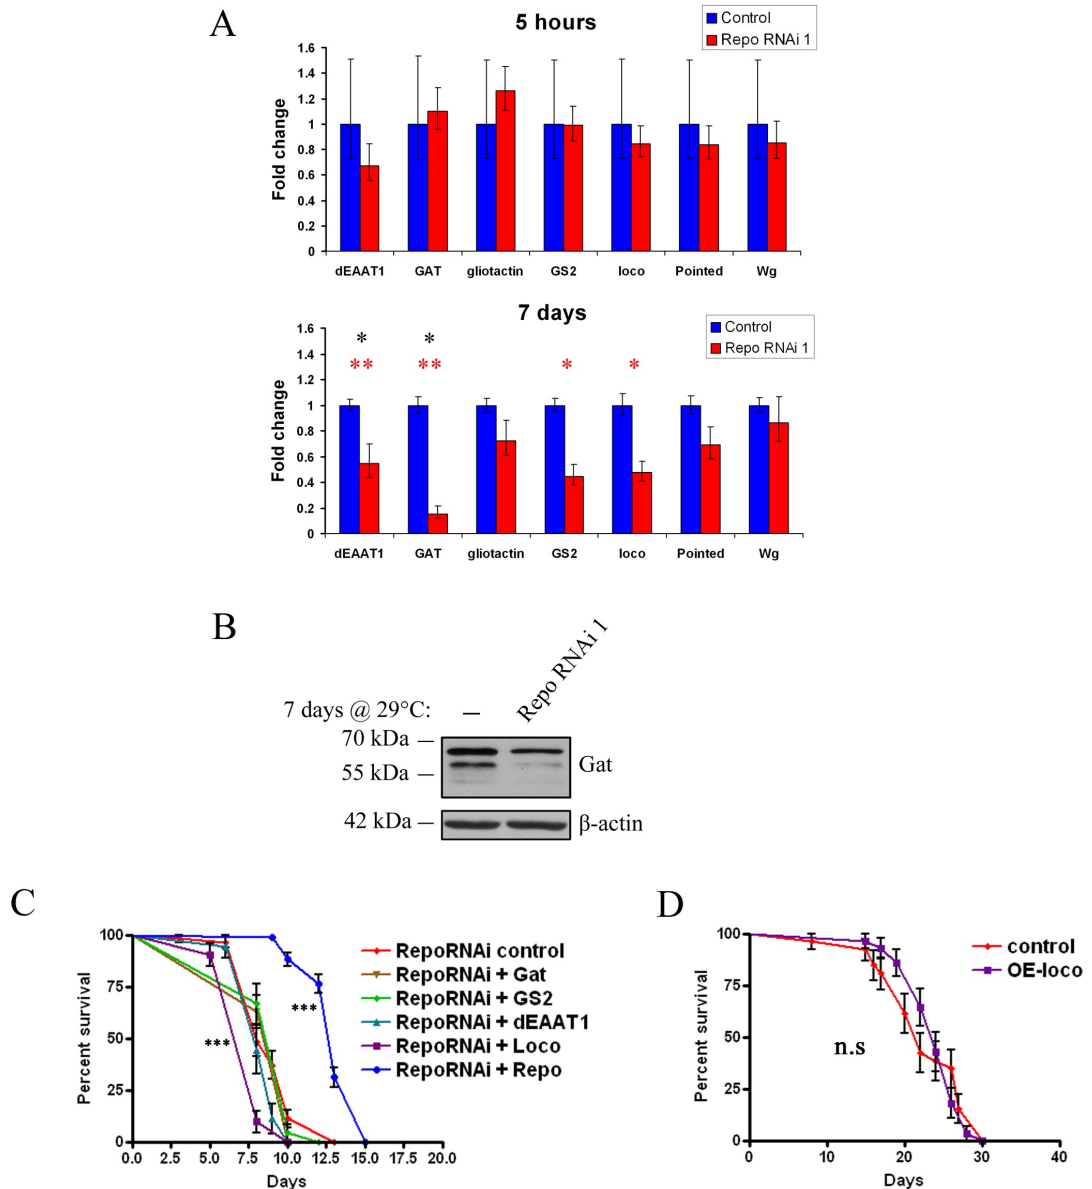 A
5 hours
Control
Repo RNAi 1
Fold change
1.6
1.4
1.2
1
0.8
0.6
0.4
0.2
0
dEAAT1 GAT gliotactin GS2 loco Pointed Wg
7 days
Control
Repo RNAi 1
Fold change
1.6
1.4
1.2
1
0.8
0.6
0.4
0.2
0
* *
** ** * *
dEAAT1 GAT gliotactin GS2 loco Pointed Wg
B
7 days @ 29°C: — Repo RNAi 1
70 kDa —
55 kDa —
Gat
42 kDa —
β-actin
C
Percent survival
100
75
50
25
0
0.0 2.5 5.0 7.5 10.0 12.5 15.0 17.5 20.0
Days
***
***
RepoRNAi control
RepoRNAi + Gat
RepoRNAi + GS2
RepoRNAi + dEAAT1
RepoRNAi + Loco
RepoRNAi + Repo
D
Percent survival
100
75
50
25
0
0 10 20 30 40
Days
n.s
control
OE-loco